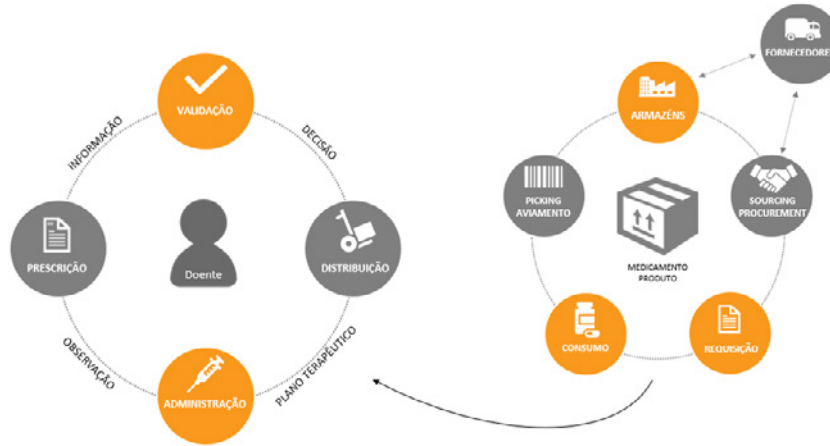 VALIDAÇÃO
INFORMAÇÃO
DECISÃO
PRESCRIÇÃO
Doente
DISTRIBUIÇÃO
OBSERVAÇÃO
PLANO TERAPÊUTICO
ADMINISTRAÇÃO
FORNECEDORES
ARMAZÉNS
PICKING
AVIAMENTO
SOURCING
PROCUREMENT
MEDICAMENTO
PRODUTO
CONSUMO
REQUISIÇÃO